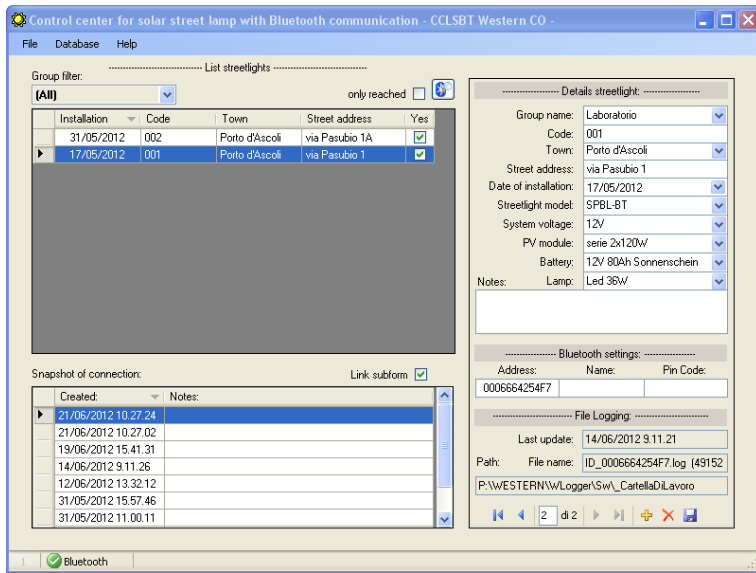 Control center for solar street lamp with Bluetooth communication - CCLSBT Western CO -
File Database Help
List streetlights
Group filter:
(All)
only reached
Installation Code Town Street address Yes
31/05/2012 002 Porto d'Ascoli via Pasubio 1A
17/05/2012 001 Porto d'Ascoli via Pasubio 1
Snapshot of connection:
Link subform
Created: Notes:
21/06/2012 10.27.24
21/06/2012 10.27.02
19/06/2012 15.41.31
14/06/2012 9.11.26
12/06/2012 13.32.12
31/05/2012 15.57.46
31/05/2012 11.00.11
Details streetlight:
Group name: Laboratorio
Code: 001
Town: Porto d'Ascoli
Street address: via Pasubio 1
Date of installation: 17/05/2012
Streetlight model: SPBL-BT
System voltage: 12V
PV module: serie 2x120W
Battery: 12V 80Ah Sonnenschein
Notes: Lamp: Led 36W
Bluetooth settings:
Address: Name: Pin Code:
0006664254F7
File Logging:
Last update: 14/06/2012 9.11.21
Path: File name: ID_0006664254F7.log (49152
P:\WESTERN\WLogger\Sw\_CartellaDiLavoro
2 di 2
1 Bluetooth